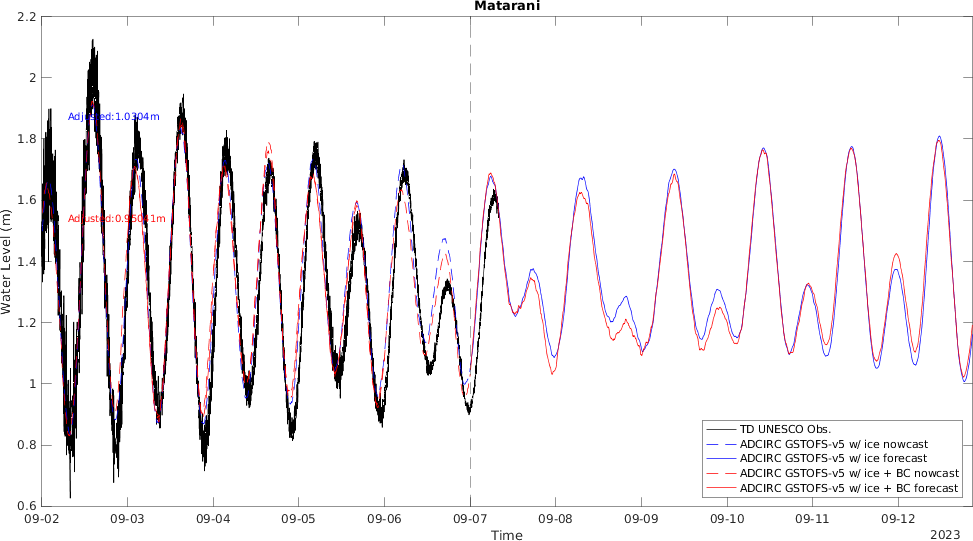 Matarani
2.2
2
1.8
1.6
1.4
1.2
1
0.8
0.6
Water Level (m)
Adjusted:1.0304m
TD UNESCO Obs.
ADCIRC GSTOFS-v5 w/ ice nowcast
ADCIRC GSTOFS-v5 w/ ice forecast
ADCIRC GSTOFS-v5 w/ ice + BC nowcast
ADCIRC GSTOFS-v5 w/ ice + BC forecast
09-02
09-03
09-04
09-05
09-06
09-07
09-08
09-09
09-10
09-11
09-12
Time
2023